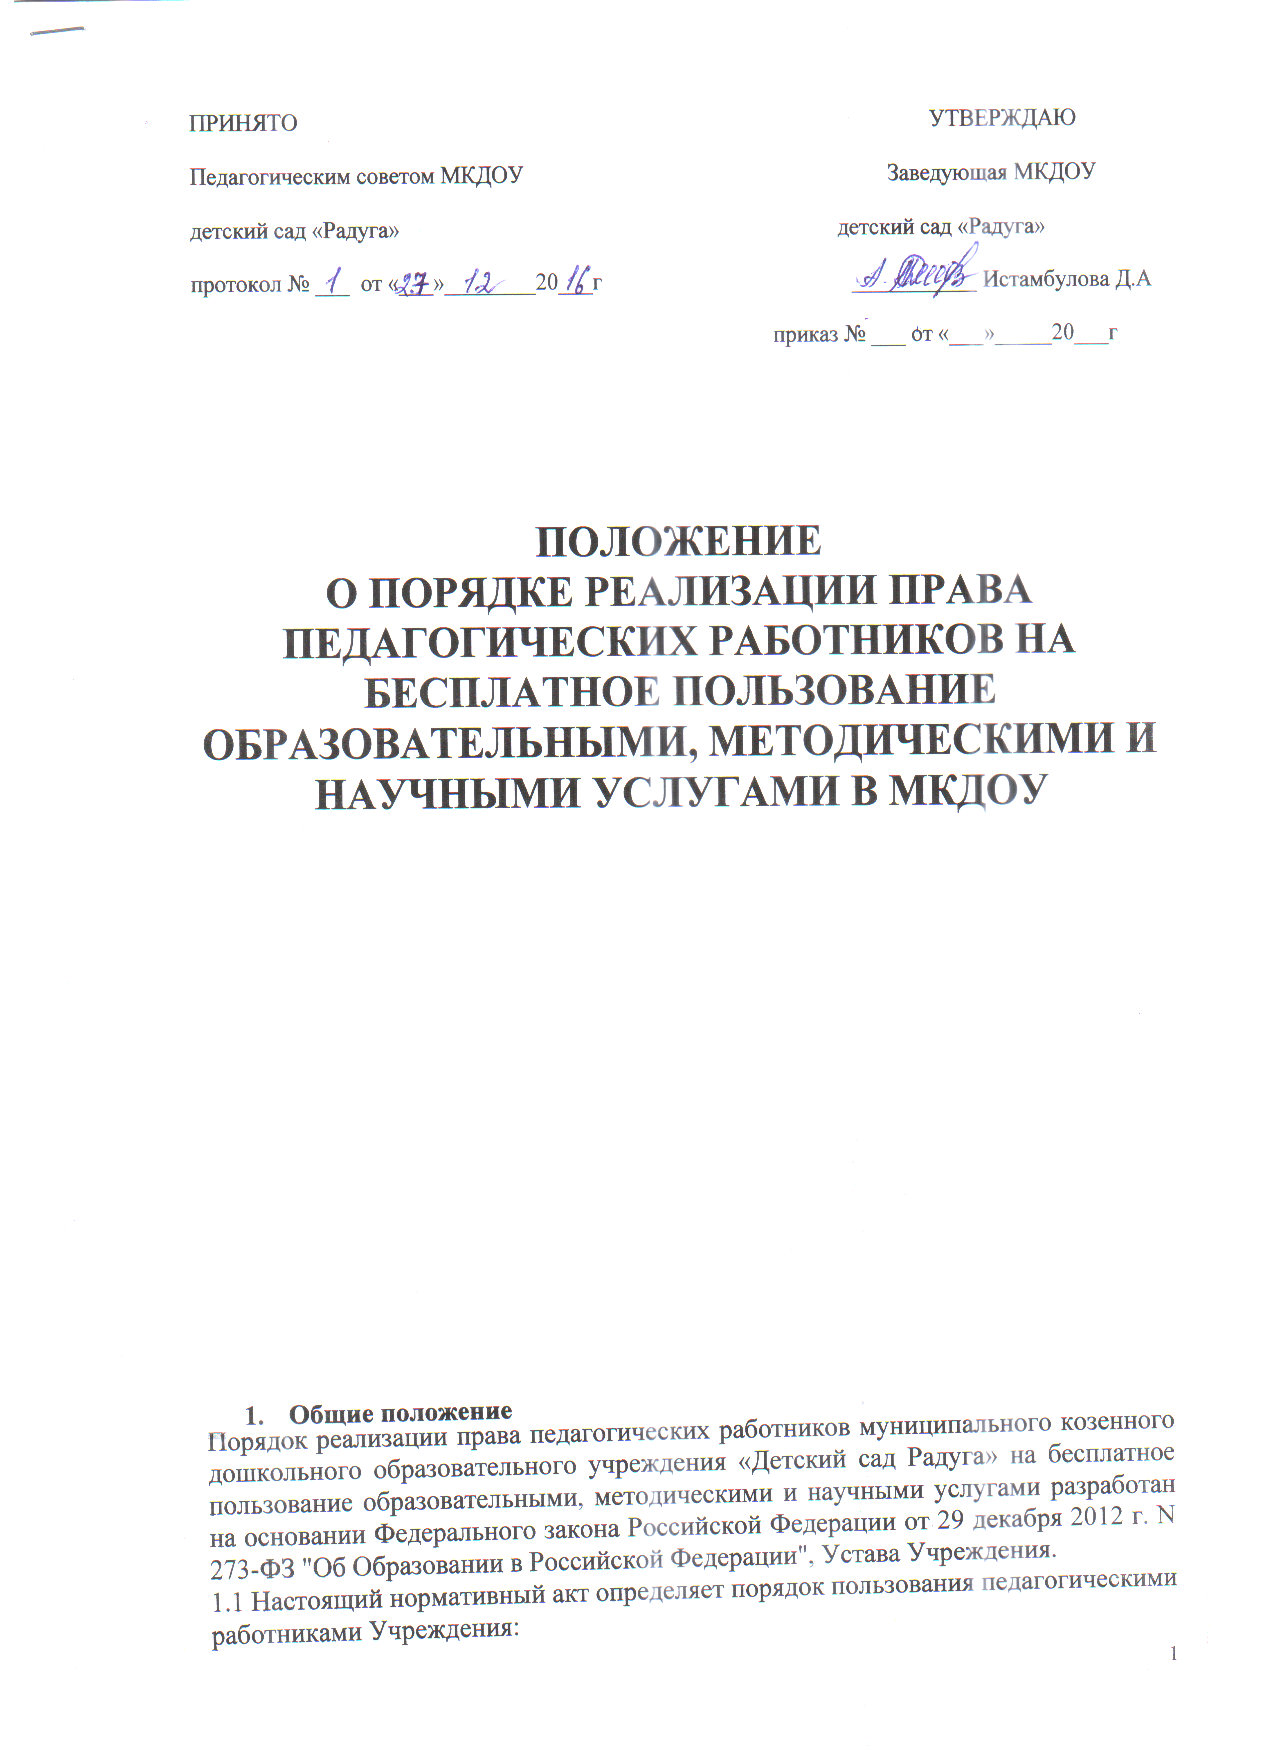 ПРИНЯТО
Педагогическим советом МКДОУ
детский сад «Радуга»
протокол № 1 от «27» 12 2016г
УТВЕРЖДАЮ
Заведующая МКДОУ
детский сад «Радуга»
Истамбулова Д.А
приказ № ___ от «___»_____20___г
ПОЛОЖЕНИЕ
О ПОРЯДКЕ РЕАЛИЗАЦИИ ПРАВА
ПЕДАГОГИЧЕСКИХ РАБОТНИКОВ НА
БЕСПЛАТНОЕ ПОЛЬЗОВАНИЕ
ОБРАЗОВАТЕЛЬНЫМИ, МЕТОДИЧЕСКИМИ И
НАУЧНЫМИ УСЛУГАМИ В МКДОУ
1. Общие положение
Порядок реализации права педагогических работников муниципального козенного
дошкольного образовательного учреждения «Детский сад Радуга» на бесплатное
пользование образовательными, методическими и научными услугами разработан
на основании Федерального закона Российской Федерации от 29 декабря 2012 г. N
273-ФЗ "Об Образовании в Российской Федерации", Устава Учреждения.
1.1 Настоящий нормативный акт определяет порядок пользования педагогическими
работниками Учреждения:
1